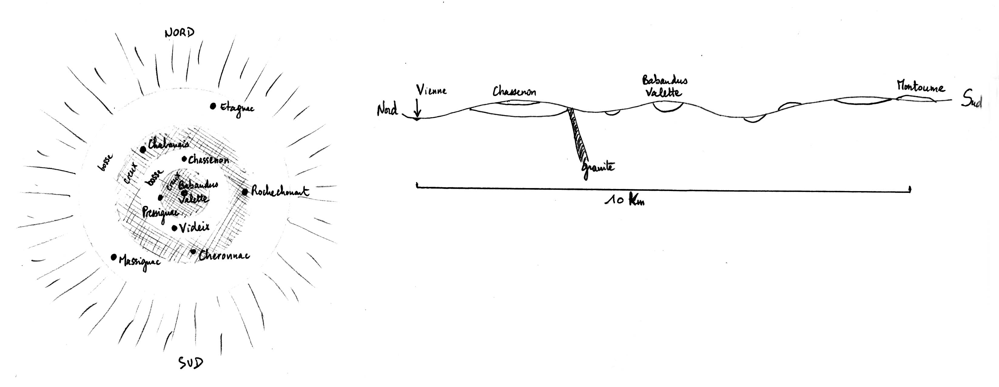 NORD
Etagnac
Chabanais
bosse
creux
bosse
creux
Chassenon
Babaudus
Valette
Rochechouart
Pressignac
Videix
Cheronnac
Massignac
SUD
Nord
Vienne
Chassenon
Babaudus
Valette
Montoume
Sud
granite
10 Km